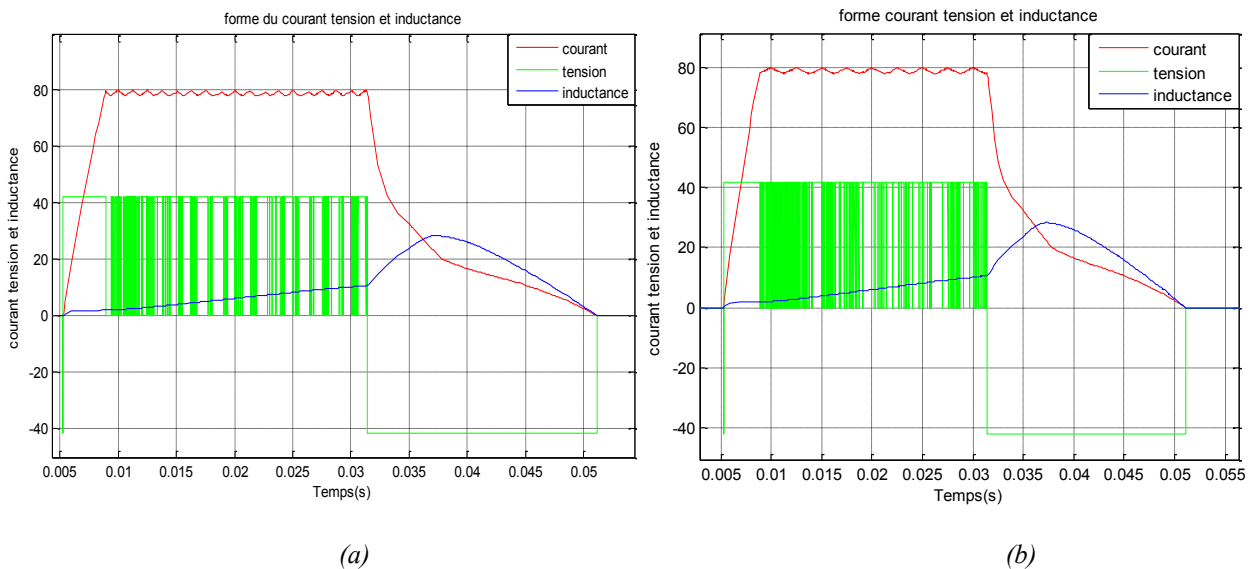 forme du courant tension et inductance
courant tension et inductance
80
60
40
20
0
-20
-40
courant
tension
inductance
0.005 0.01 0.015 0.02 0.025 0.03 0.035 0.04 0.045 0.05
Temps(s)
(a)
forme courant tension et inductance
courant tension et inductance
80
60
40
20
0
-20
-40
courant
tension
inductance
0.005 0.01 0.015 0.02 0.025 0.03 0.035 0.04 0.045 0.05 0.055
Temps(s)
(b)